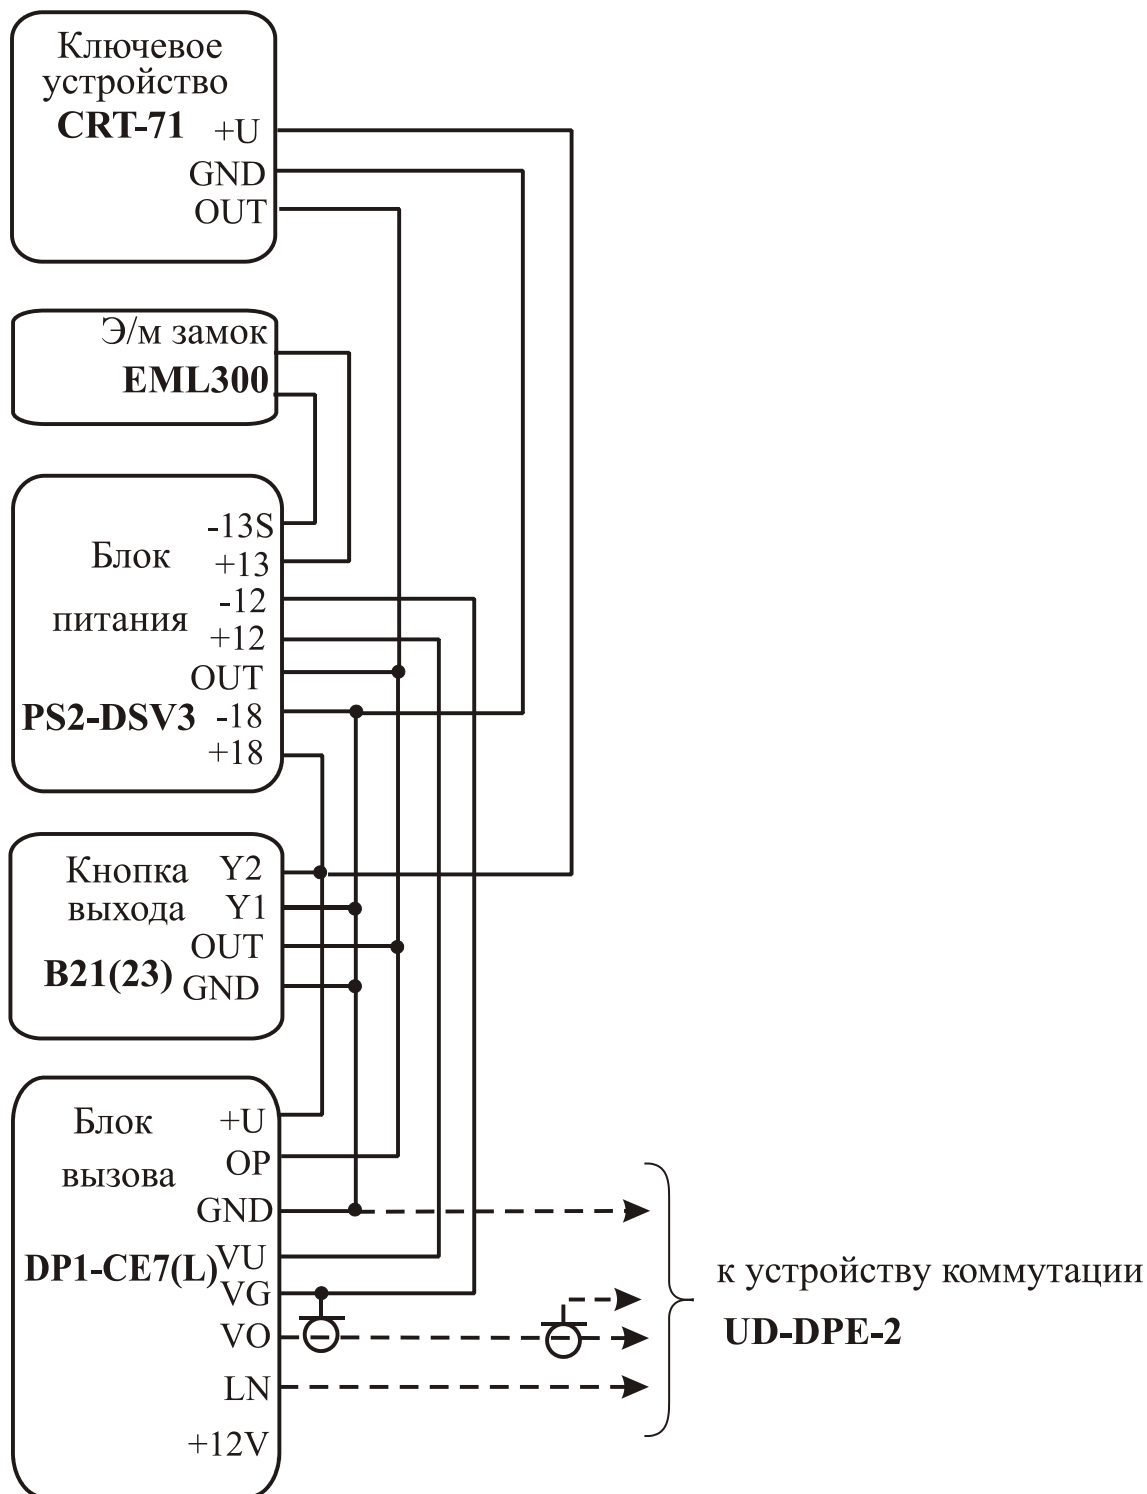 Ключевое
устройство
CRT-71
+U
GND
OUT
Э/м замок
EML300
-13S
Блок
+13
-12
питания
+12
OUT
PS2-DSV3
-18
+18
Кнопка
Y2
выхода
Y1
OUT
B21(23)
GND
Блок
+U
вызова
OP
GND
DP1-CE7(L)
VU
VG
VO
LN
+12V
к устройству коммутации
UD-DPE-2